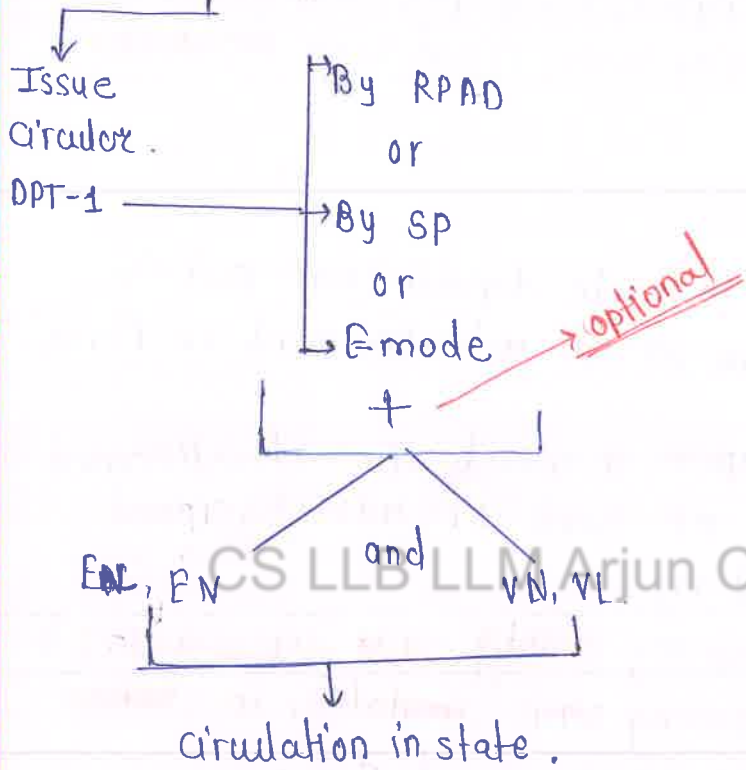 Issue
Circular.
DPT-1
By RPAD
or
By SP
or
E-mode
optional
+
and
EL, EN
VN, VL
CS LLB LLM Arjun C
Circulation in state.